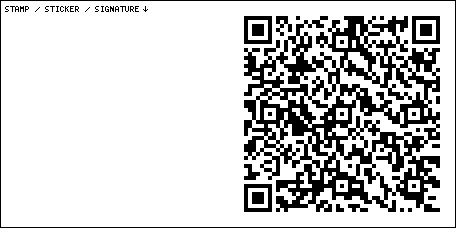 STAMP / STICKER / SIGNATURE ↓